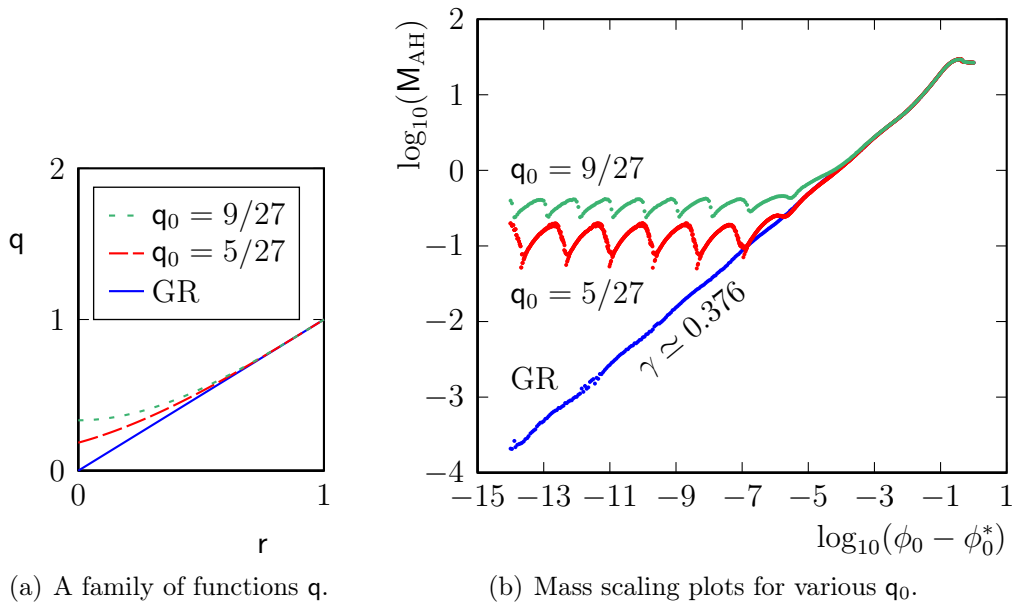 2
q
1
0
0
1
r
q₀ = 9/27
q₀ = 5/27
GR
(a) A family of functions q.
2
1
0
−1
−2
−3
−4
log₁₀(M_AH)
q₀ = 9/27
q₀ = 5/27
GR
γ ≃ 0.376
−15 −13 −11 −9 −7 −5 −3 −1 1
log₁₀(ϕ₀ − ϕ₀*)
(b) Mass scaling plots for various q₀.